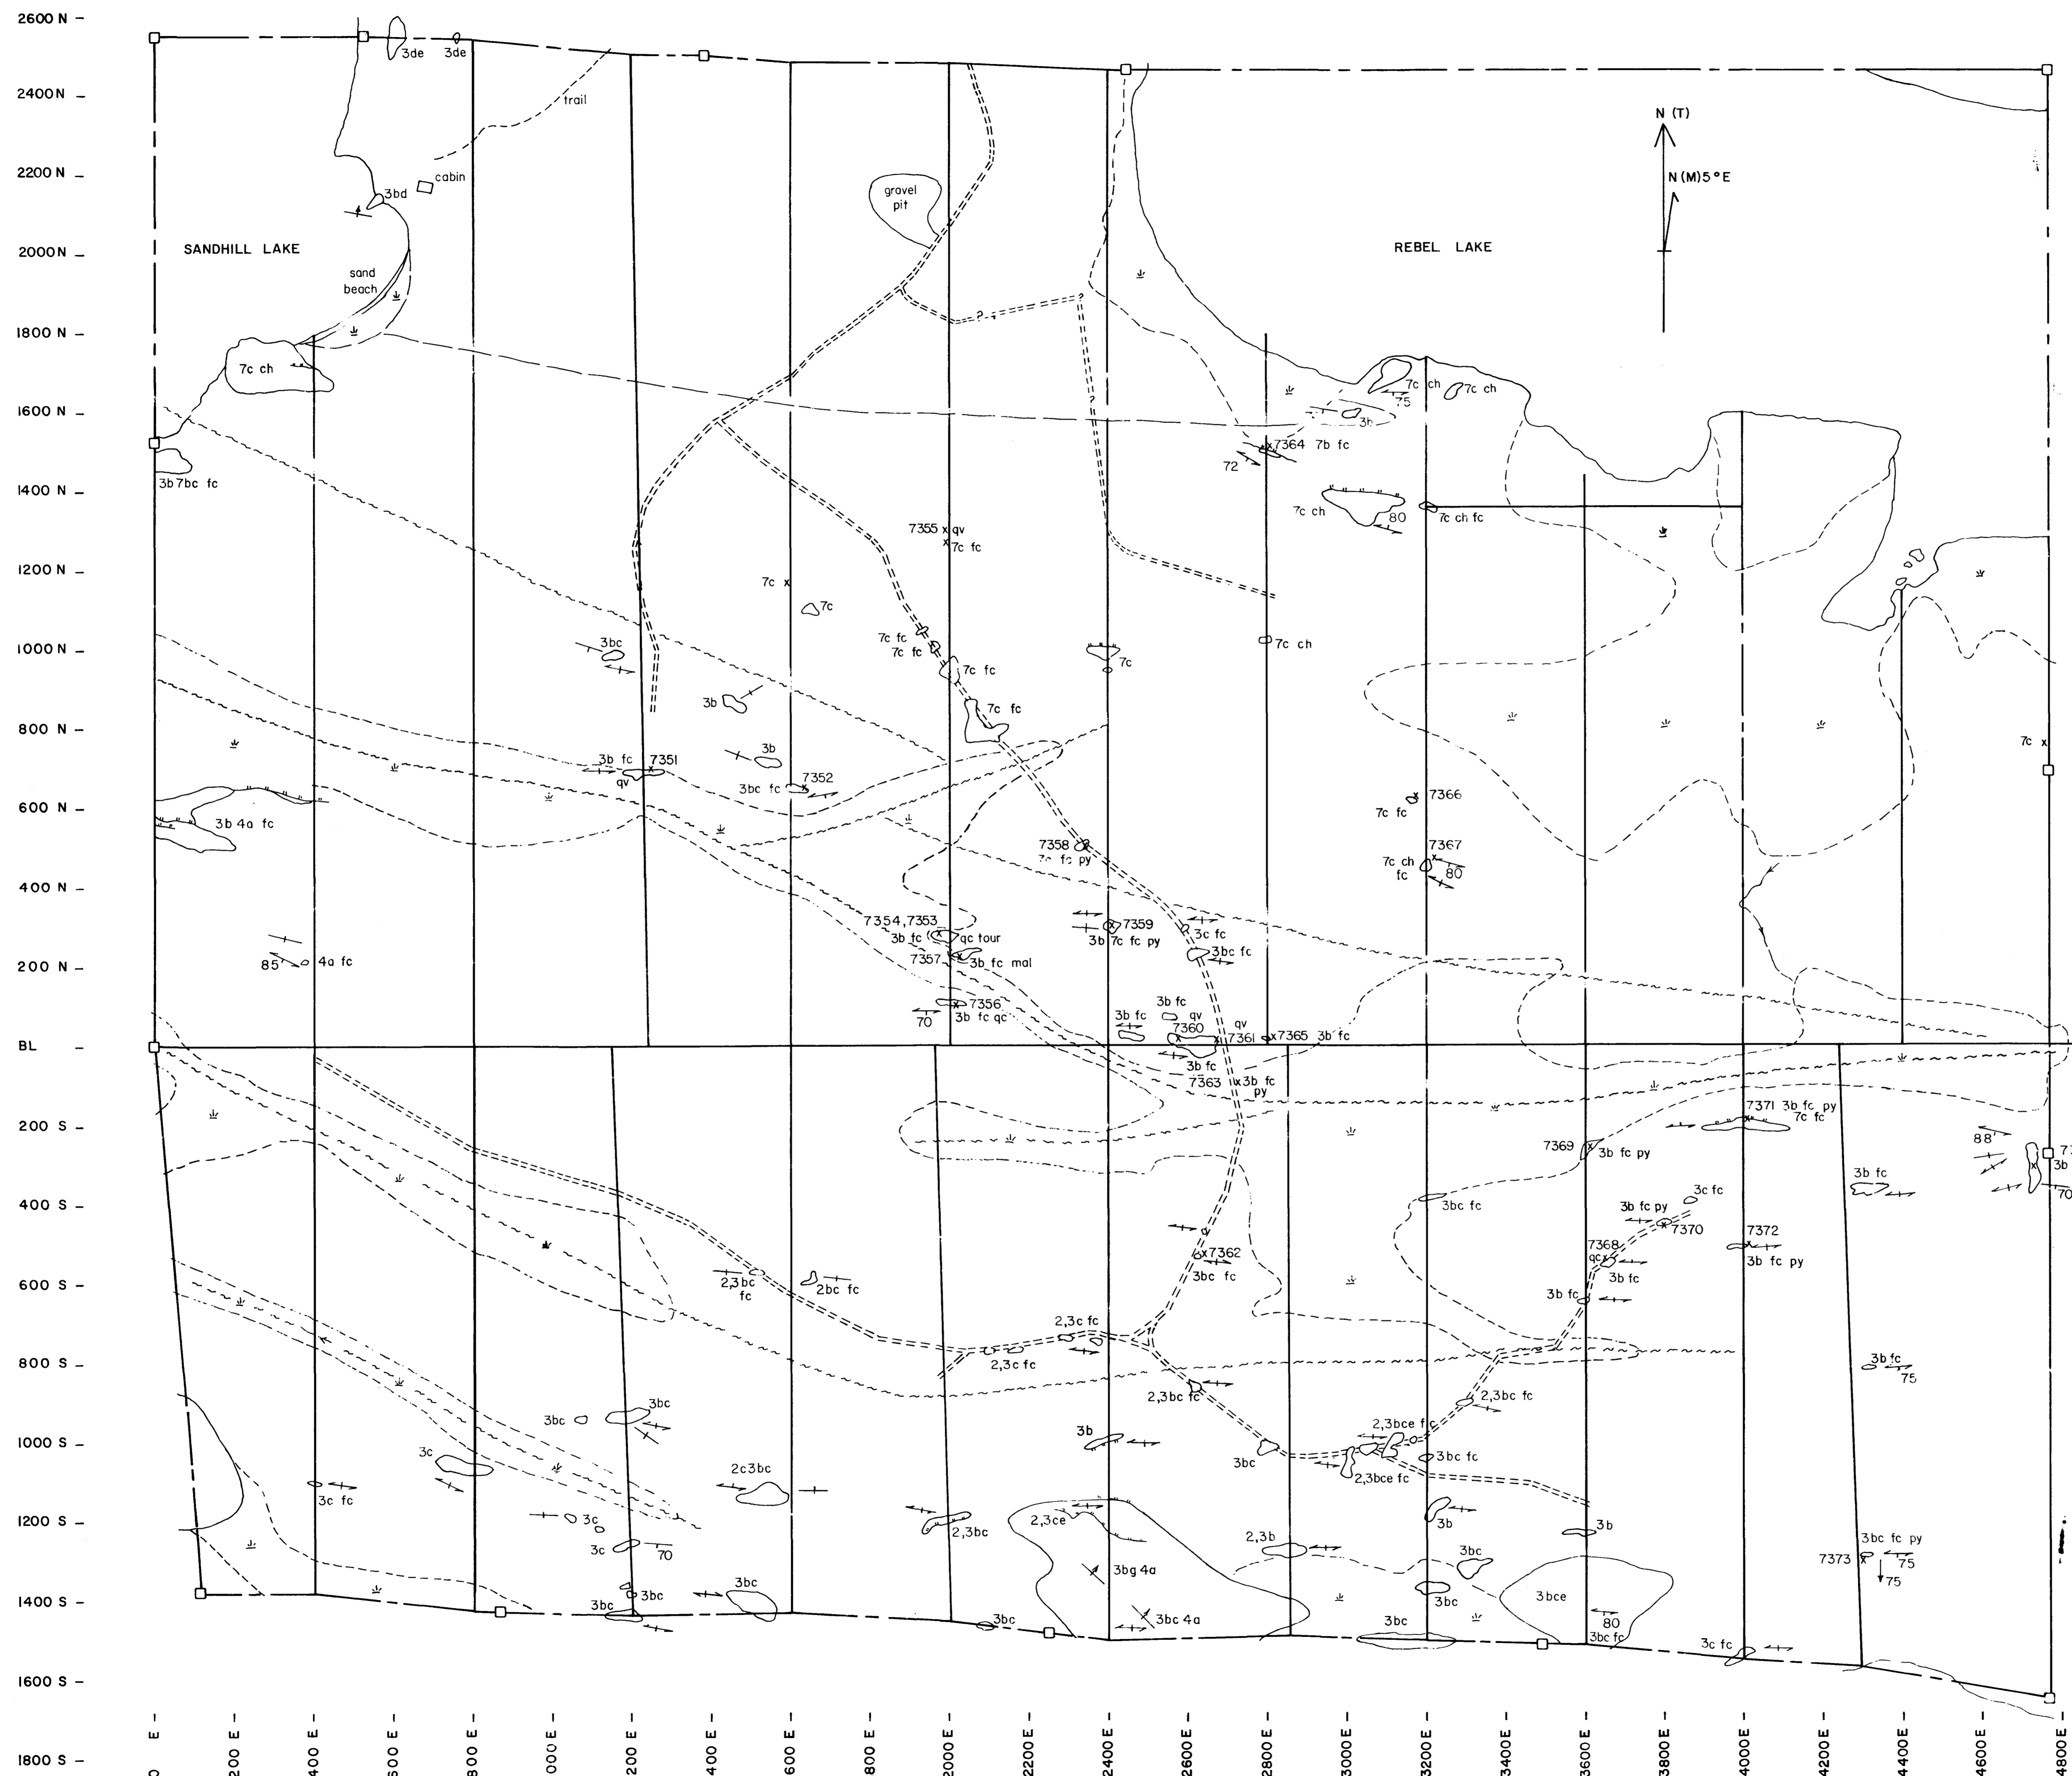 2600 N
3de 3de
2400 N
trail
N (T)
2200 N
cabin
N (M) 5° E
gravel
pit
3bd
SANDHILL LAKE
REBEL LAKE
2000 N
sand
beach
1800 N
? ?
7c ch
7c ch 7c ch
75
1600 N
?
3b
7364 7b fc
72
3b 7bc fc
1400 N
7c ch 80 7c ch fc
7355 x qv
7c fc
1200 N
7c x
7c
7c fc
7c fc
3bc
7c ch
1000 N
7c fc
7c
3b
7c fc
800 N
7c x
3b
3b fc 7351
qv
7352
3bc fc
600 N
7366
7c fc
3b 4a fc
7358
7c fc py
7367
7c ch
fc
80
400 N
7354, 7353
3b fc qc tour
7359
3b 7c fc py
3c fc
3bc fc
7357 3b fc mal
85
4a fc
200 N
7356
3b fc qc
70
3b fc
3b fc
qv
7360
qv
7361
7365 3b fc
BL
3b fc
7363 x 3b fc
py
7371 3b fc py
7c fc
200 S
88
7369
3b fc py
3b
70
3b fc
3c fc
3bc fc
400 S
3b fc py
7370
7372
3b fc py
7368
qc x
3b fc
x 7362
3bc fc
2,3bc
fc
2bc fc
600 S
3b fc
2,3c fc
2,3c fc
800 S
3b fc
75
2,3bc fc
2,3bc fc
3bc
3bc
2,3bce fc
3b
1000 S
3bc
3bc fc
2,3bce fc
3c
2c3bc
3c fc
1200 S
3c
2,3bc
2,3ce
3b
3b
2,3b
3c
70
3bc
3bc fc py
7373
75
75
3bg 4a
3bc
3bc
3bc
3bce
1400 S
3bc
3bc
3bc 4a
3bc
80
3bc fc
3c fc
1600 S
1800 S
0 E
2000 E
2200 E
2400 E
2600 E
2800 E
3000 E
3200 E
3400 E
3600 E
3800 E
4000 E
4200 E
4400 E
4600 E
4800 E